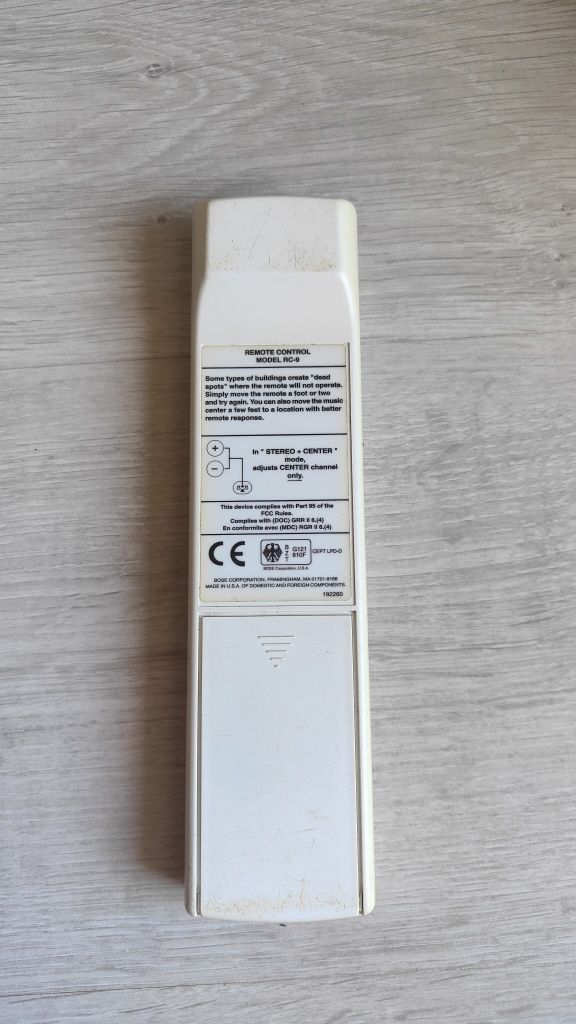 REMOTE CONTROL
MODEL RC-9
Some types of buildings create "dead
spots" where the remote will not operate.
Simply move the remote a foot or two
and try again. You can also move the music
center a few feet to a location with better
remote response.
+
−
In " STEREO + CENTER "
mode,
adjusts CENTER channel
only.
This device complies with Part 95 of the
FCC Rules.
Complies with (DOC) GRR II 6.(4)
En conformite avec (MDC) RGR II 6.(4)
CE
BZT
G121
810F
CEPT LPD-D
BOSE Corporation, U.S.A.
BOSE CORPORATION, FRAMINGHAM, MA 01701-9168
MADE IN U.S.A. OF DOMESTIC AND FOREIGN COMPONENTS.
192260